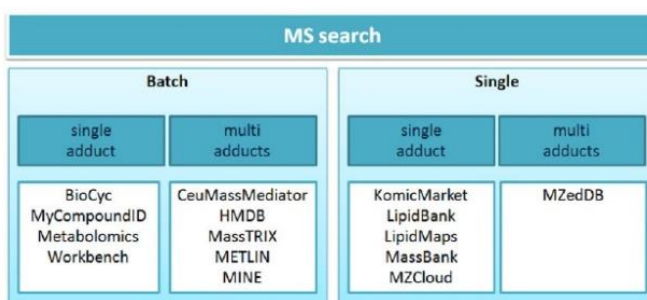 MS search
Batch
Single
single
adduct
multi
adducts
single
adduct
multi
adducts
BioCyc
MyCompoundID
Metabolomics
Workbench
CeuMassMediator
HMDB
MassTRIX
METLIN
MINE
KomicMarket
LipidBank
LipidMaps
MassBank
MZCloud
MZedDB